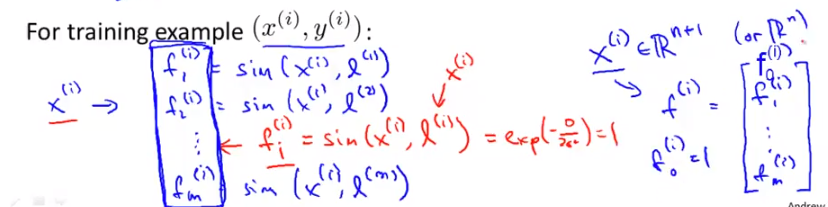 For training example (x^(i), y^(i)):
x^(i) → f_1^(i) = sim(x^(i), l^(1))
f_2^(i) = sim(x^(i), l^(2))
x^(i)
⋮ ← f_i^(i) = sim(x^(i), l^(i)) = exp(-0/2σ²) = 1
f_m^(i) = sim(x^(i), l^(m))
x^(i) ∈ ℝ^(n+1) (or ℝ^n)
→ f^(i) = [f_0^(i) f_1^(i) ⋮ f_m^(i)]
f_0^(i) = 1
Andrew